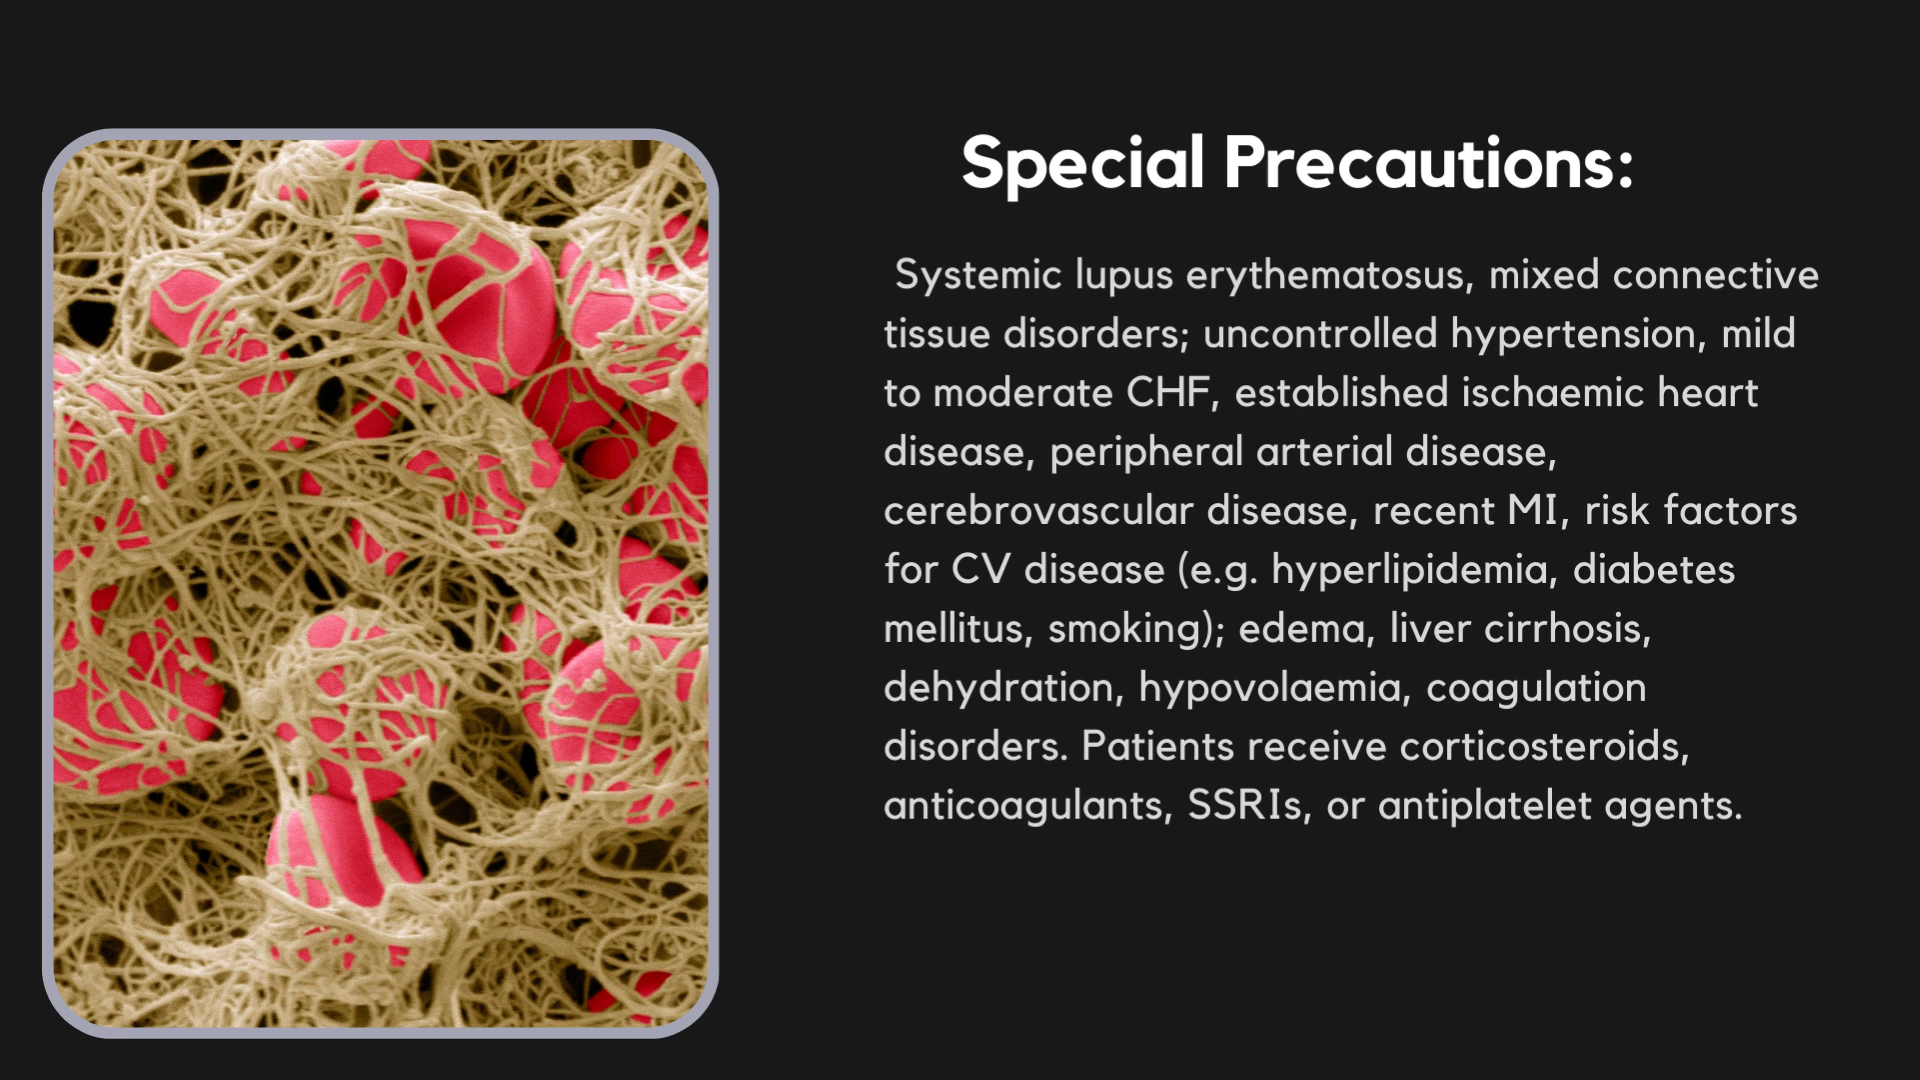 Special Precautions:
Systemic lupus erythematosus, mixed connective
tissue disorders; uncontrolled hypertension, mild
to moderate CHF, established ischaemic heart
disease, peripheral arterial disease,
cerebrovascular disease, recent MI, risk factors
for CV disease (e.g. hyperlipidemia, diabetes
mellitus, smoking); edema, liver cirrhosis,
dehydration, hypovolaemia, coagulation
disorders. Patients receive corticosteroids,
anticoagulants, SSRIs, or antiplatelet agents.